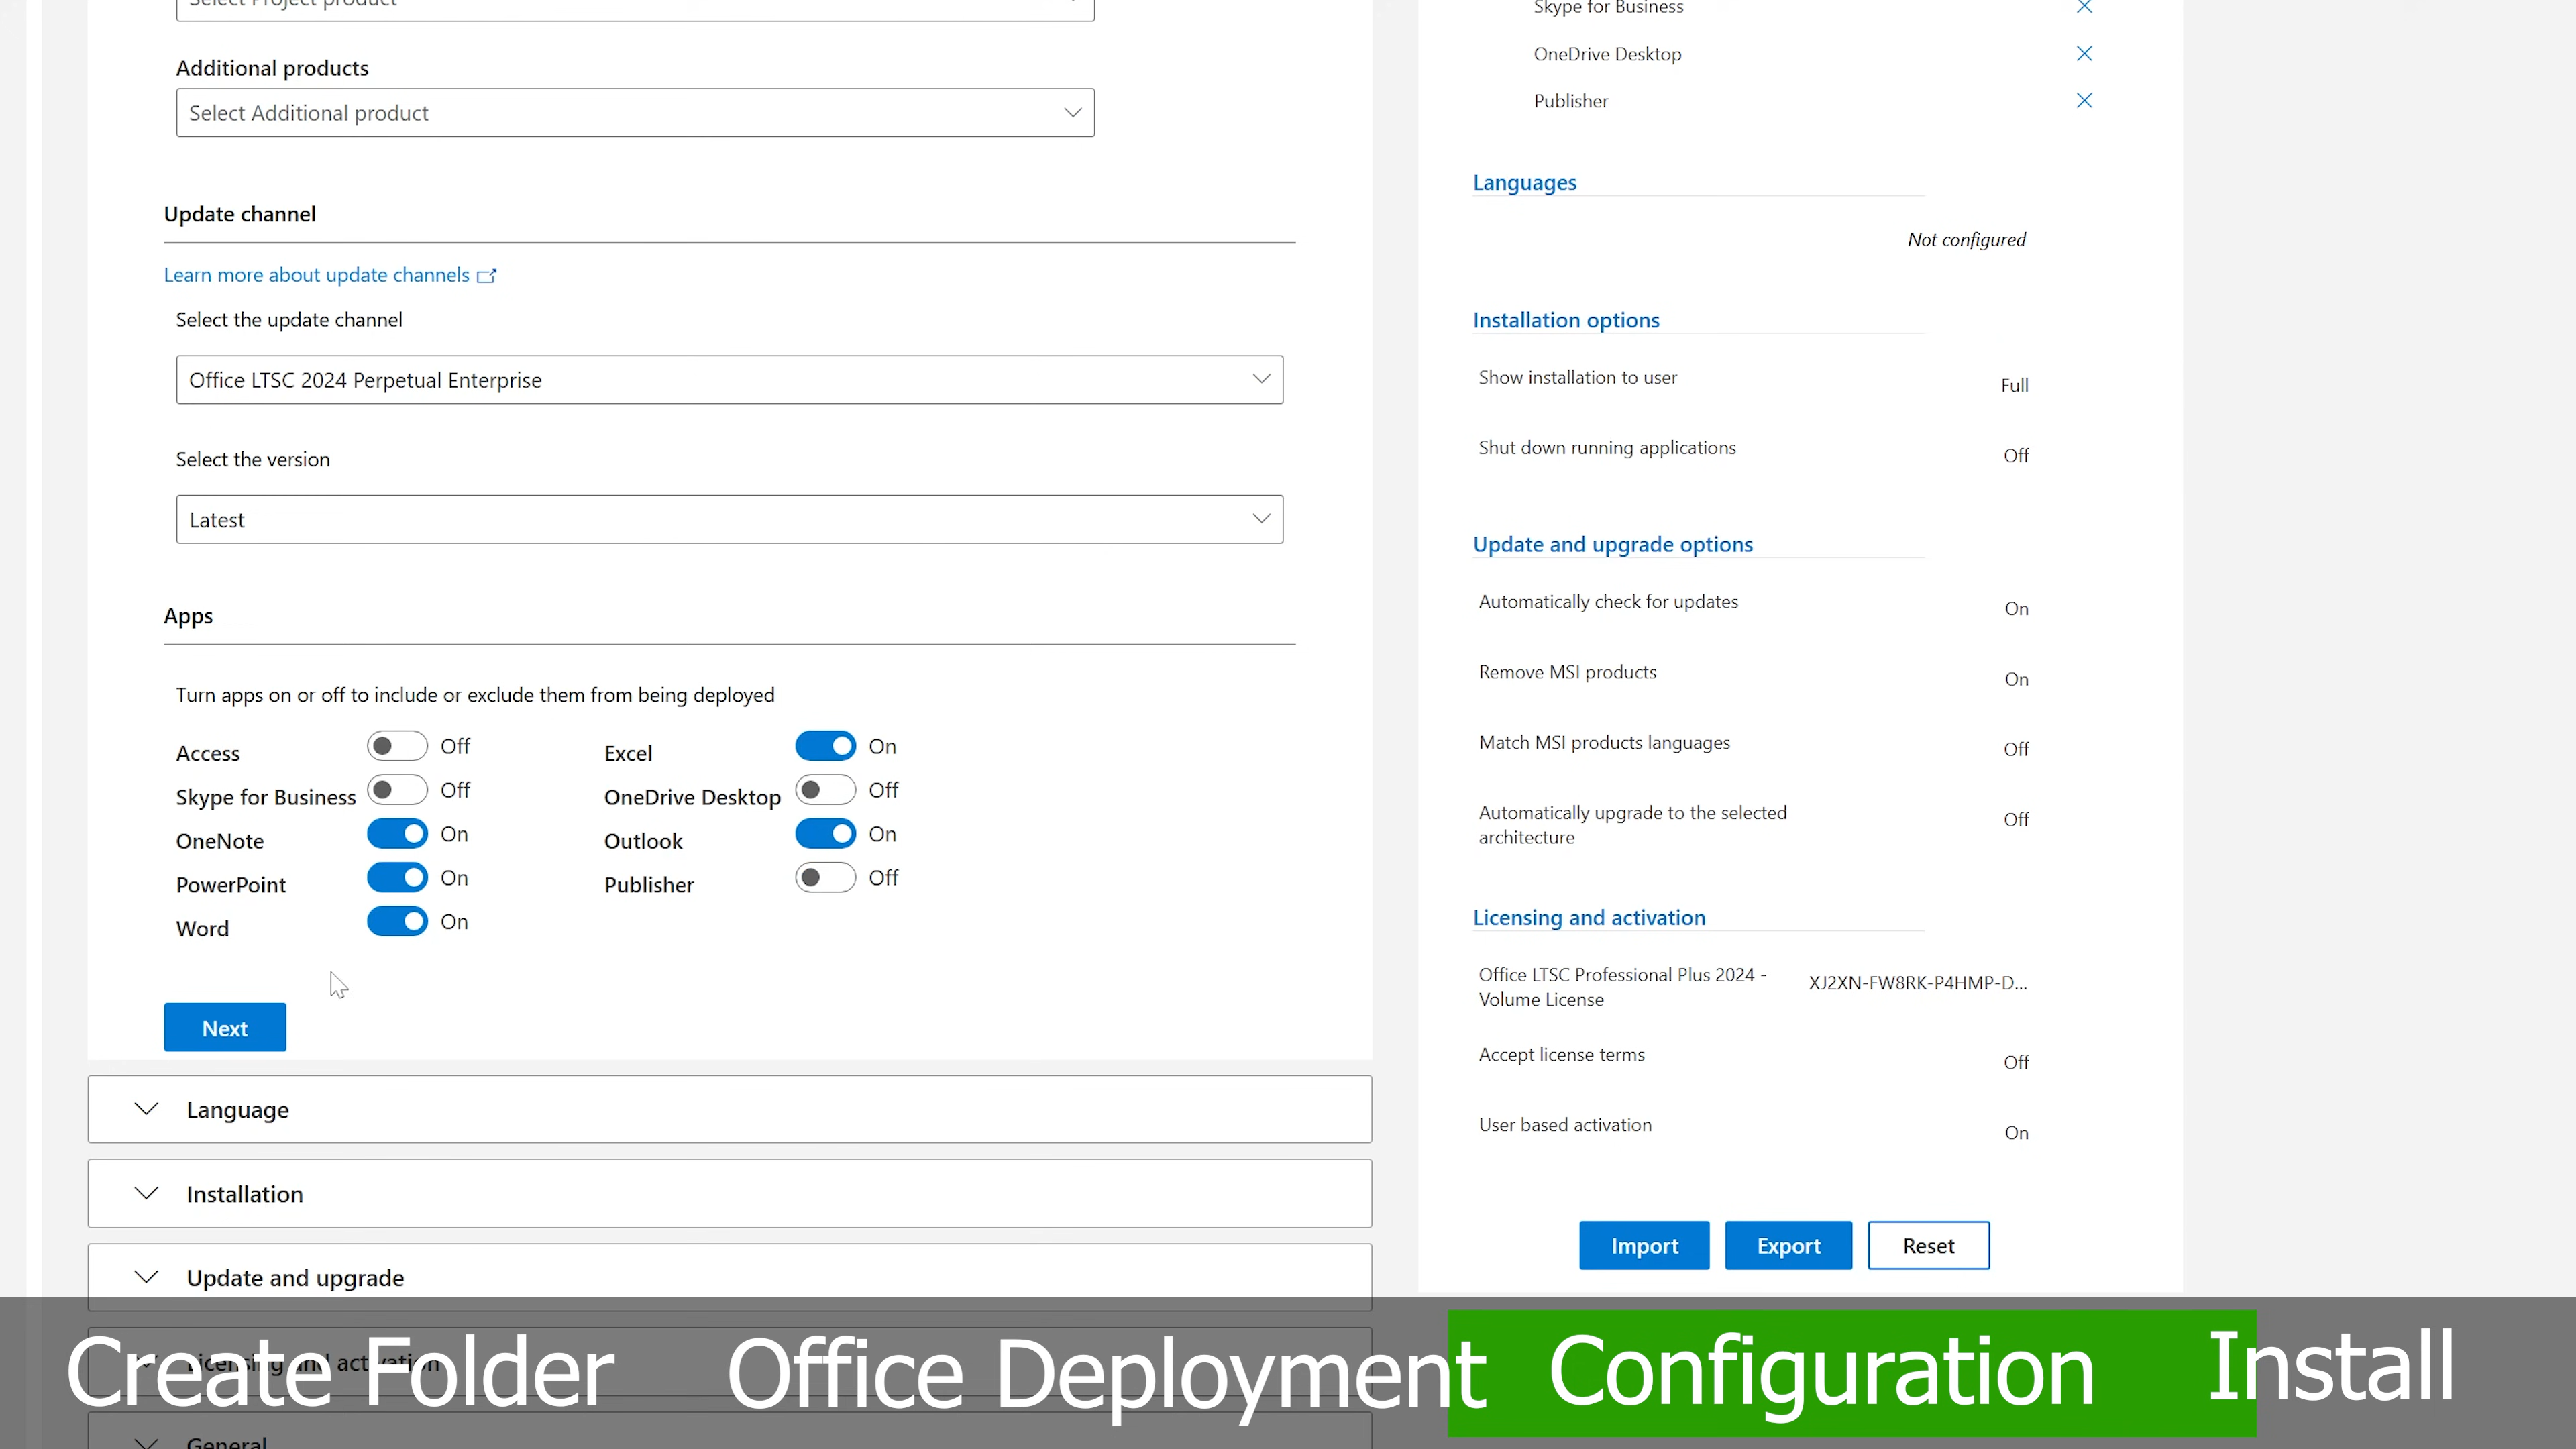 Select Project product
Additional products
Select Additional product
Update channel
Learn more about update channels
Select the update channel
Office LTSC 2024 Perpetual Enterprise
Select the version
Latest
Apps
Turn apps on or off to include or exclude them from being deployed
Access Off Excel On
Skype for Business Off OneDrive Desktop Off
OneNote On Outlook On
PowerPoint On Publisher Off
Word On
Next
Language
Installation
Update and upgrade
Licensing and activation
General
Skype for Business
OneDrive Desktop
Publisher
Languages
Not configured
Installation options
Show installation to user Full
Shut down running applications Off
Update and upgrade options
Automatically check for updates On
Remove MSI products On
Match MSI products languages Off
Automatically upgrade to the selected Off
architecture
Licensing and activation
Office LTSC Professional Plus 2024 - XJ2XN-FW8RK-P4HMP-D...
Volume License
Accept license terms Off
User based activation On
Import Export Reset
Create Folder Office Deployment Configuration Install